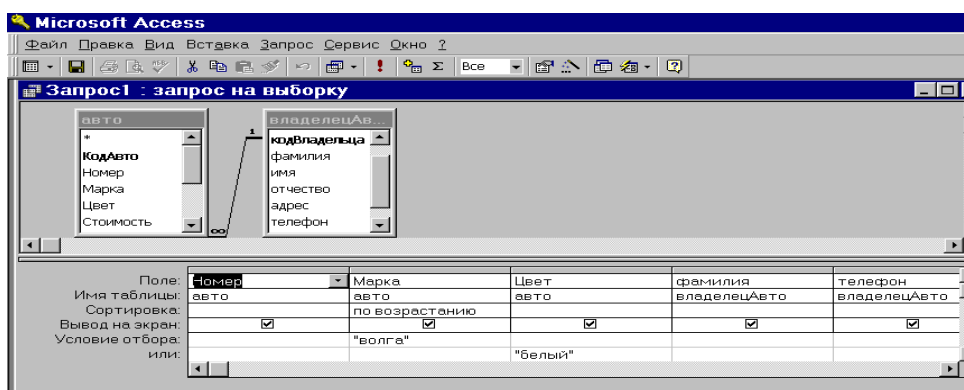 Microsoft Access
Файл Правка Вид Вставка Запрос Сервис Окно ?
Все
Запрос1 : запрос на выборку
авто
*
КодАвто
Номер
Марка
Цвет
Стоимость
1
∞
владелецАв...
кодВладельца
фамилия
имя
отчество
адрес
телефон
Поле: Номер Марка Цвет фамилия телефон
Имя таблицы: авто авто авто владелецАвто владелецАвто
Сортировка: по возрастанию
Вывод на экран:
Условие отбора: "волга"
или: "белый"